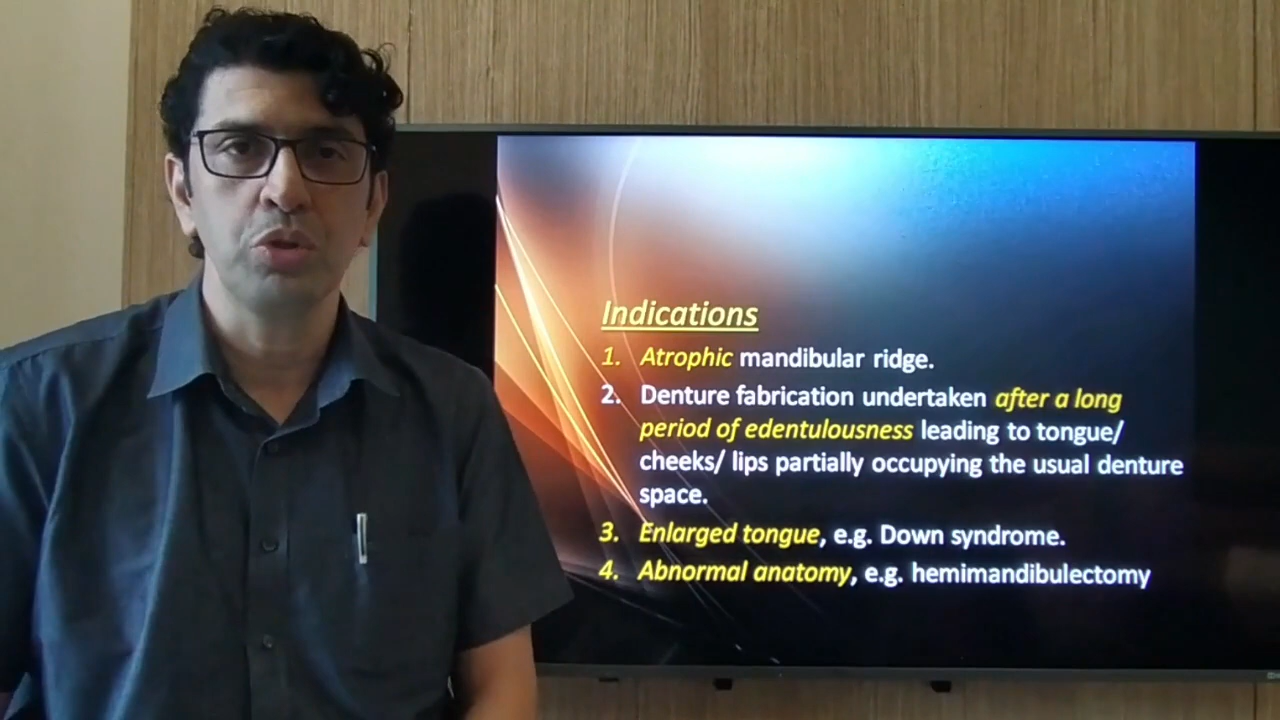 Indications
1. Atrophic mandibular ridge.
2. Denture fabrication undertaken after a long
period of edentulousness leading to tongue/
cheeks/ lips partially occupying the usual denture
space.
3. Enlarged tongue, e.g. Down syndrome.
4. Abnormal anatomy, e.g. hemimandibulectomy